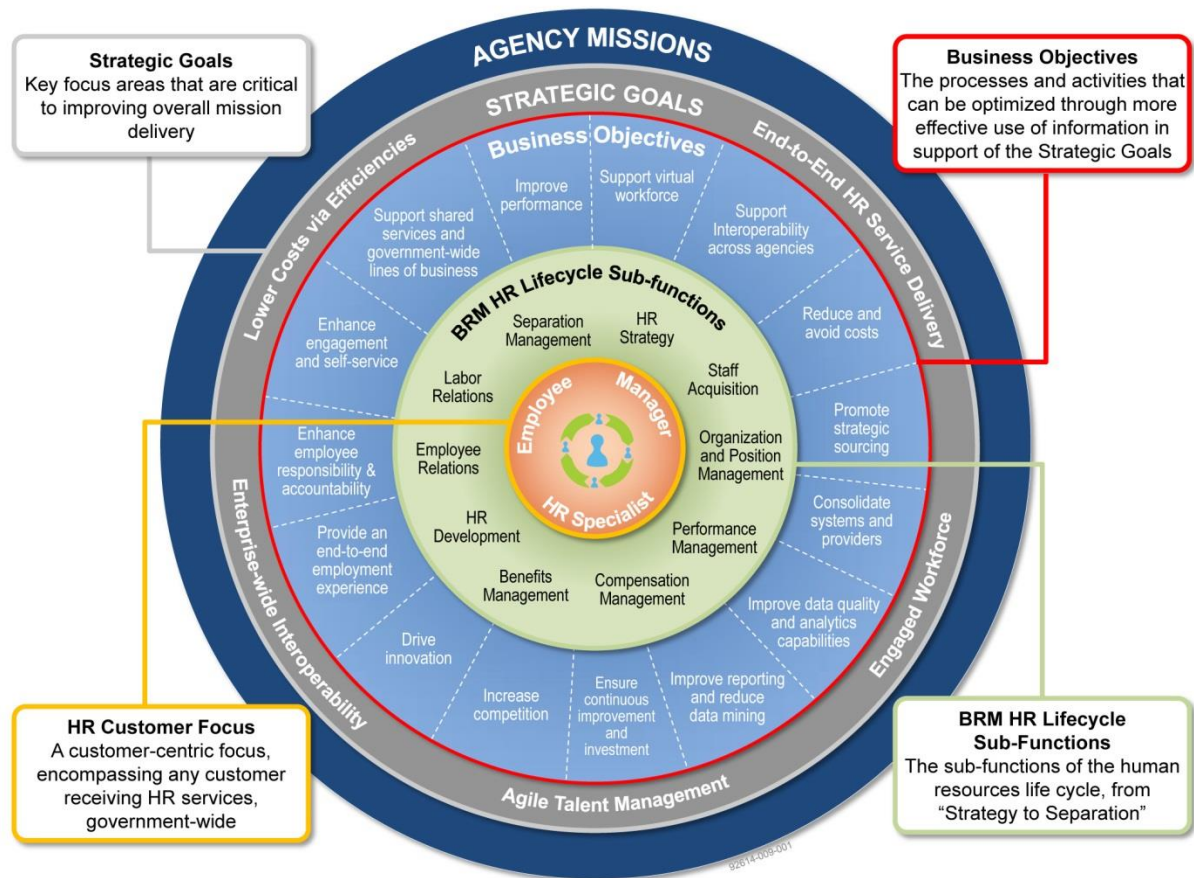 AGENCY MISSIONS
STRATEGIC GOALS
Lower Costs via Efficiencies
End-to-End HR Service Delivery
Engaged Workforce
Agile Talent Management
Enterprise-wide Interoperability
Strategic Goals
Key focus areas that are critical
to improving overall mission
delivery
Business Objectives
The processes and activities that
can be optimized through more
effective use of information in
support of the Strategic Goals
Business Objectives
Improve
performance
Support virtual
workforce
Support
Interoperability
across agencies
Reduce and
avoid costs
Promote
strategic
sourcing
Consolidate
systems and
providers
Improve data quality
and analytics
capabilities
Improve reporting
and reduce
data mining
Ensure
continuous
improvement
and
investment
Increase
competition
Drive
innovation
Provide an
end-to-end
employment
experience
Enhance
employee
responsibility &
accountability
Enhance
engagement
and self-service
Support shared
services and
government-wide
lines of business
BRM HR Lifecycle Sub-functions
HR
Strategy
Staff
Acquisition
Organization
and Position
Management
Performance
Management
Compensation
Management
Benefits
Management
HR
Development
Employee
Relations
Labor
Relations
Separation
Management
Employee
Manager
HR Specialist
HR Customer Focus
A customer-centric focus,
encompassing any customer
receiving HR services,
government-wide
BRM HR Lifecycle
Sub-Functions
The sub-functions of the human
resources life cycle, from
“Strategy to Separation”
92614-009-001